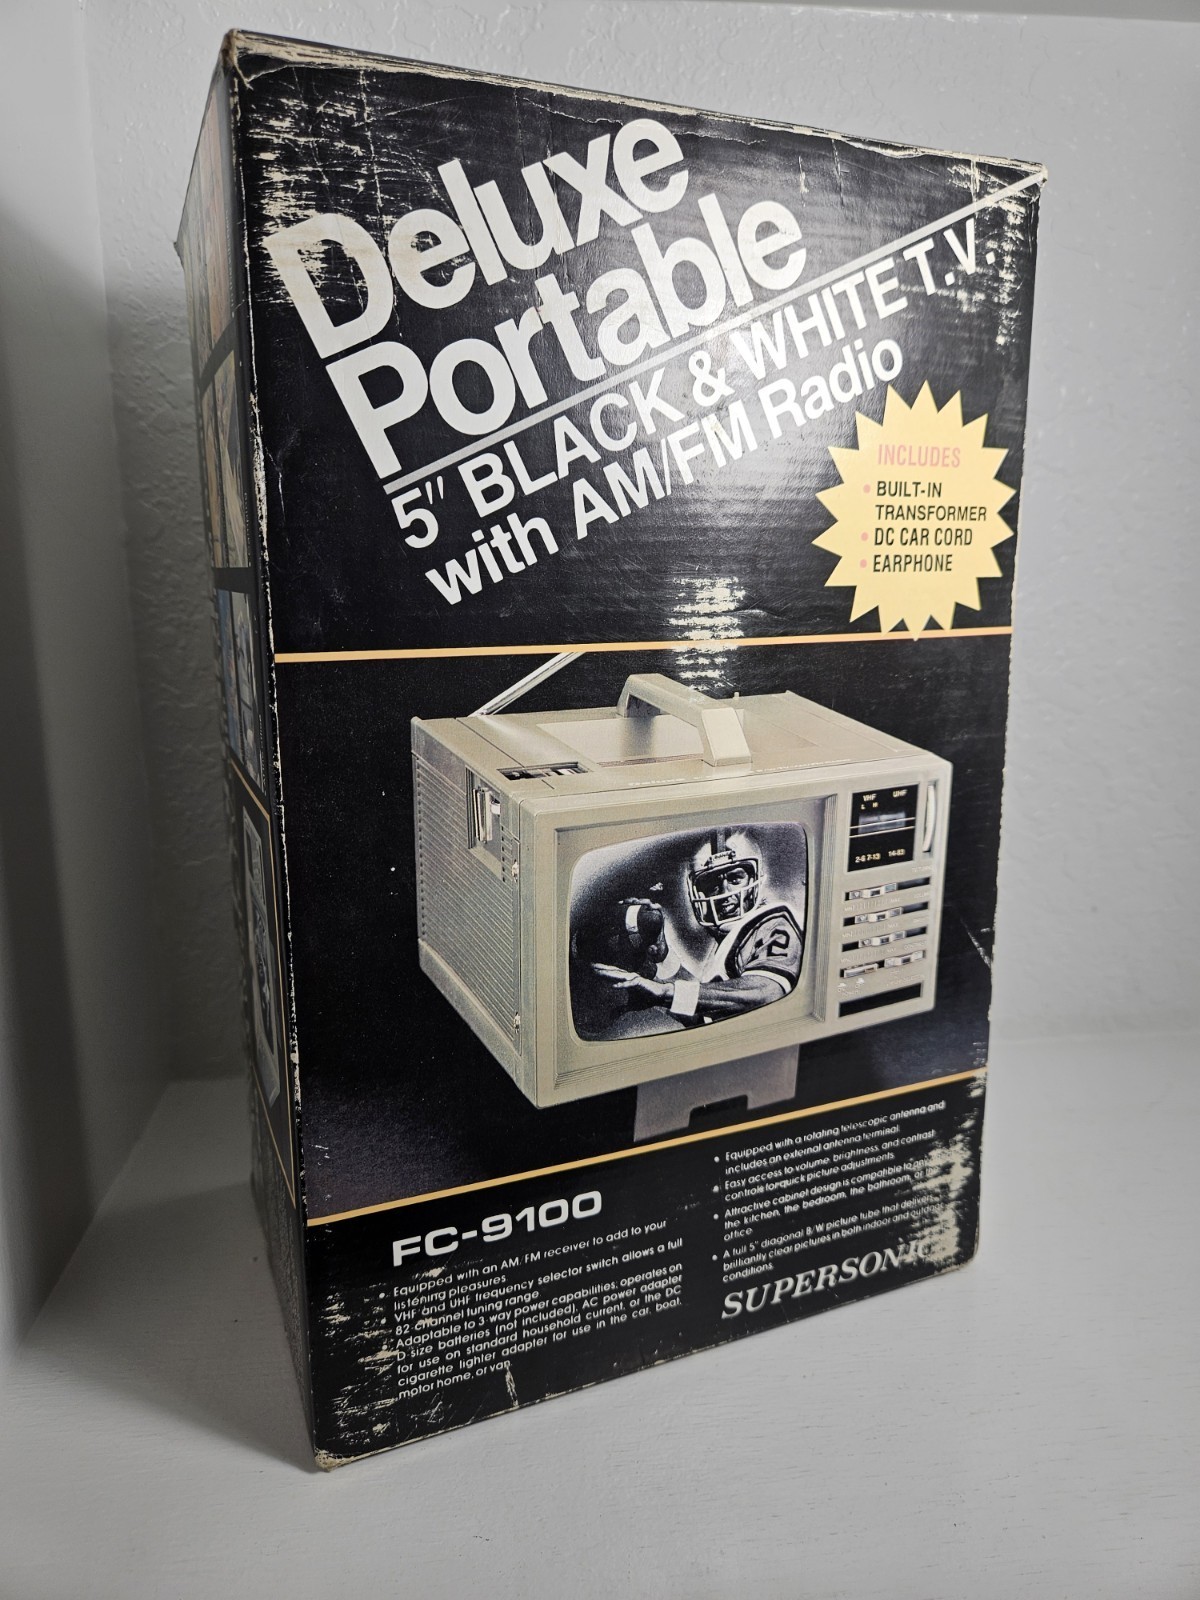 Deluxe
Portable
5" BLACK & WHITE T.V.
with AM/FM Radio
INCLUDES
• BUILT-IN
TRANSFORMER
• DC CAR CORD
• EARPHONE
VHF UHF
L H
2-6 7-13 14-83
12
FC-9100
• Equipped with an AM/FM receiver to add to your
listening pleasures
• VHF and UHF frequency selector switch allows a full
82-channel tuning range
• Adaptable to 3-way power capabilities; operates on
D size batteries (not included), AC power adapter
for use on standard household current, or the DC
cigarette lighter adapter for use in the car, boat,
motor home, or van.
• Equipped with a rotating telescopic antenna and
includes an external antenna terminal.
• Easy access to volume, brightness, and contrast
controls for quick picture adjustments
• Attractive cabinet design is compatible to
the kitchen, the bedroom, the bathroom, or
office
• A full 5" diagonal B/W picture tube that delivers
brilliantly clear pictures in both indoor and outdoor
conditions.
SUPERSONIC